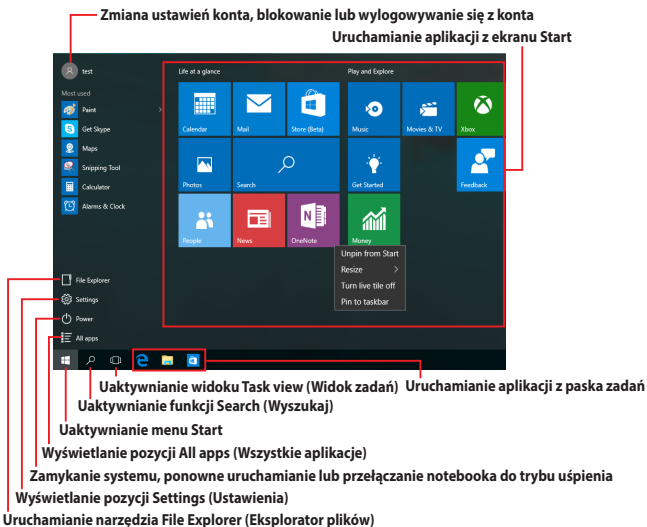 Zmiana ustawień konta, blokowanie lub wylogowywanie się z konta
Uruchamianie aplikacji z ekranu Start
test
Most used
Paint
Get Skype
Maps
Snipping Tool
Calculator
Alarms & Clock
File Explorer
Settings
Power
All apps
Life at a glance
Play and Explore
Calendar
Mail
Store (Beta)
Music
Movies & TV
Xbox
Photos
Search
Get Started
Feedback
People
News
OneNote
Money
Unpin from Start
Resize
Turn live tile off
Pin to taskbar
Uaktywnianie widoku Task view (Widok zadań)
Uruchamianie aplikacji z paska zadań
Uaktywnianie funkcji Search (Wyszukaj)
Uaktywnianie menu Start
Wyświetlanie pozycji All apps (Wszystkie aplikacje)
Zamykanie systemu, ponowne uruchamianie lub przełączanie notebooka do trybu uśpienia
Wyświetlanie pozycji Settings (Ustawienia)
Uruchamianie narzędzia File Explorer (Eksplorator plików)